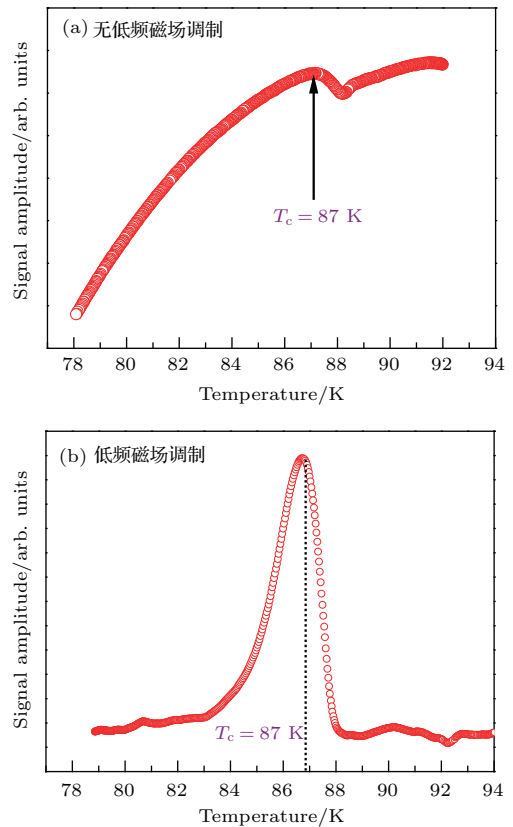 (a) 无低频磁场调制
Signal amplitude/arb. units
T_c = 87 K
78 80 82 84 86 88 90 92 94
Temperature/K
(b) 低频磁场调制
Signal amplitude/arb. units
T_c = 87 K
78 80 82 84 86 88 90 92 94
Temperature/K